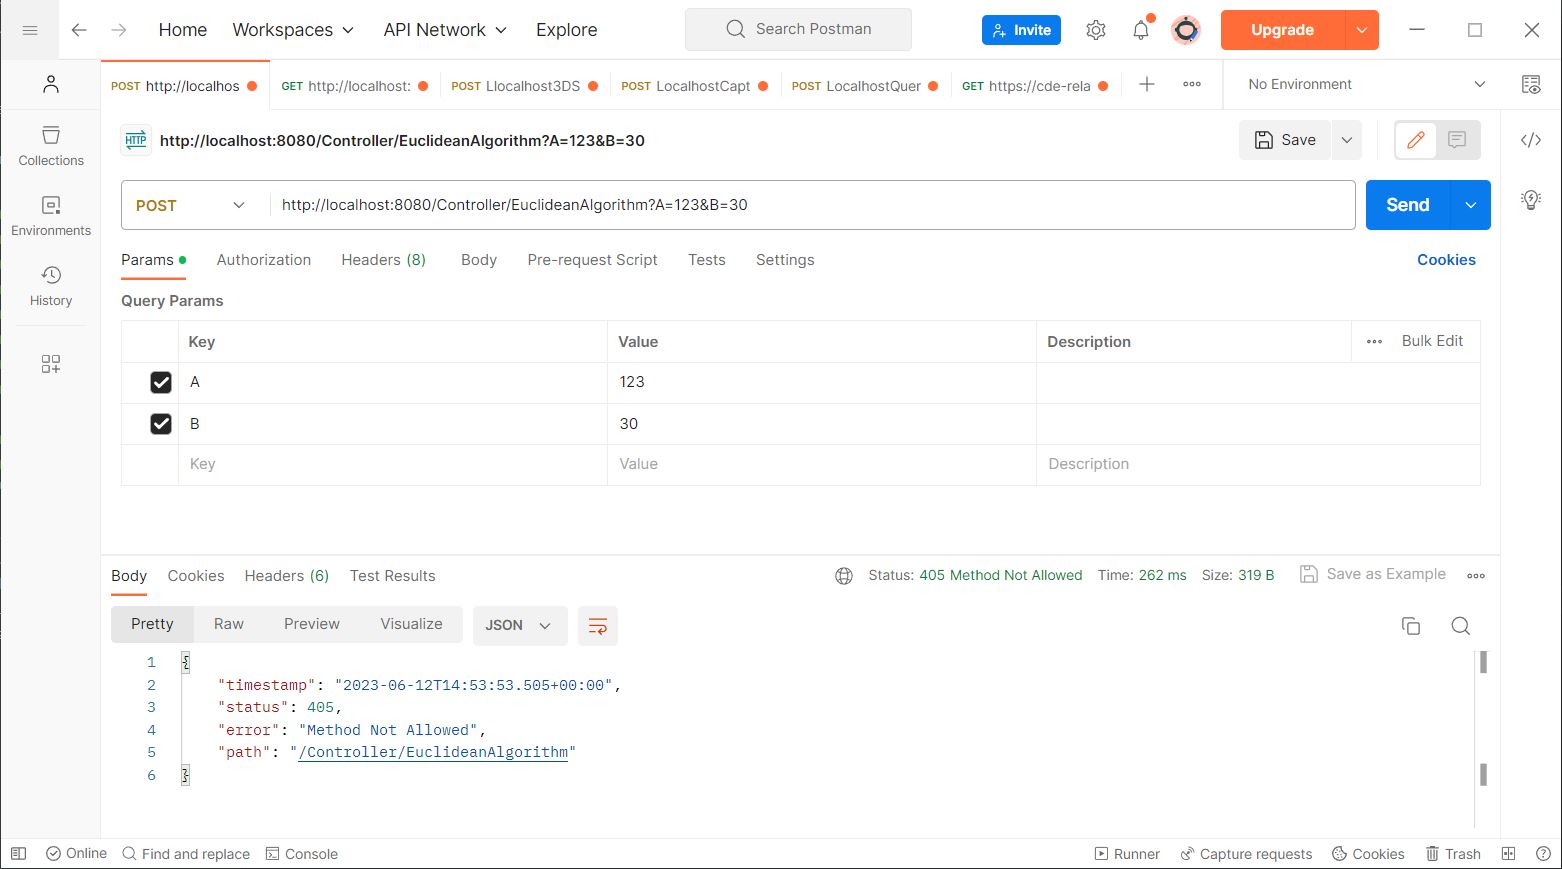 Home Workspaces API Network Explore Search Postman Invite Upgrade
POST http://localhos GET http://localhost: POST Llocalhost3DS POST LocalhostCapt POST LocalhostQuer GET https://cde-rela No Environment
HTTP http://localhost:8080/Controller/EuclideanAlgorithm?A=123&B=30 Save
Collections
POST http://localhost:8080/Controller/EuclideanAlgorithm?A=123&B=30 Send
Environments
Params Authorization Headers (8) Body Pre-request Script Tests Settings Cookies
History
Query Params
Key Value Description Bulk Edit
A 123
B 30
Key Value Description
Body Cookies Headers (6) Test Results Status: 405 Method Not Allowed Time: 262 ms Size: 319 B Save as Example
Pretty Raw Preview Visualize JSON
1 {
2 "timestamp": "2023-06-12T14:53:53.505+00:00",
3 "status": 405,
4 "error": "Method Not Allowed",
5 "path": "/Controller/EuclideanAlgorithm"
6 }
Online Find and replace Console Runner Capture requests Cookies Trash